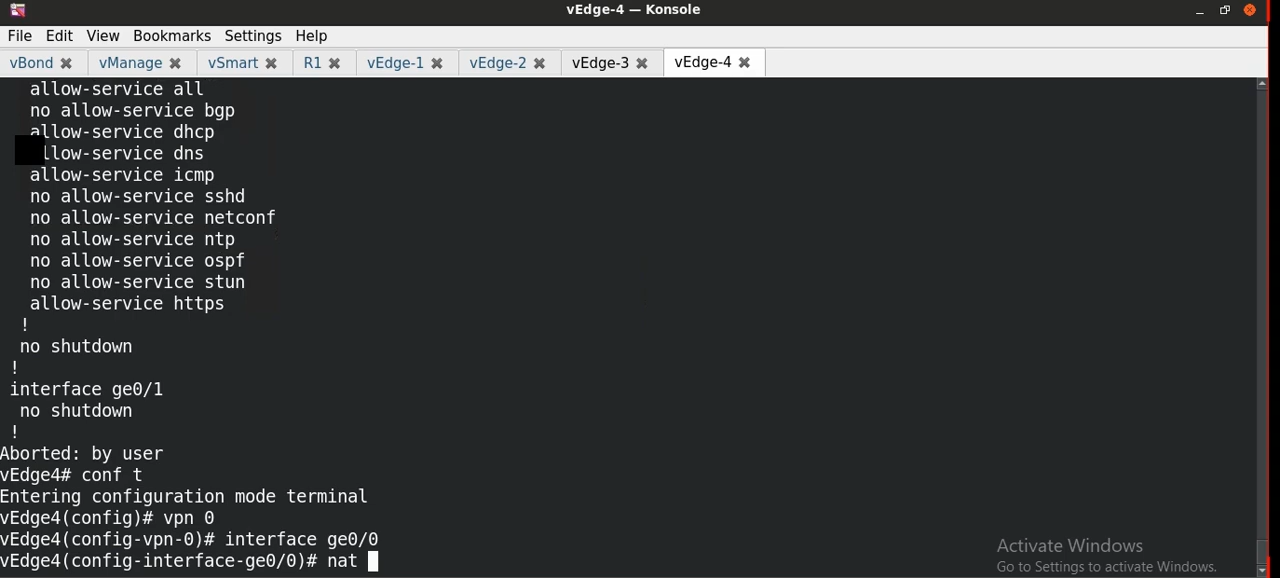 vEdge-4 — Konsole
File Edit View Bookmarks Settings Help
vBond vManage vSmart R1 vEdge-1 vEdge-2 vEdge-3 vEdge-4
allow-service all
no allow-service bgp
allow-service dhcp
llow-service dns
allow-service icmp
no allow-service sshd
no allow-service netconf
no allow-service ntp
no allow-service ospf
no allow-service stun
allow-service https
!
no shutdown
!
interface ge0/1
no shutdown
!
Aborted: by user
vEdge4# conf t
Entering configuration mode terminal
vEdge4(config)# vpn 0
vEdge4(config-vpn-0)# interface ge0/0
vEdge4(config-interface-ge0/0)# nat
Activate Windows
Go to Settings to activate Windows.